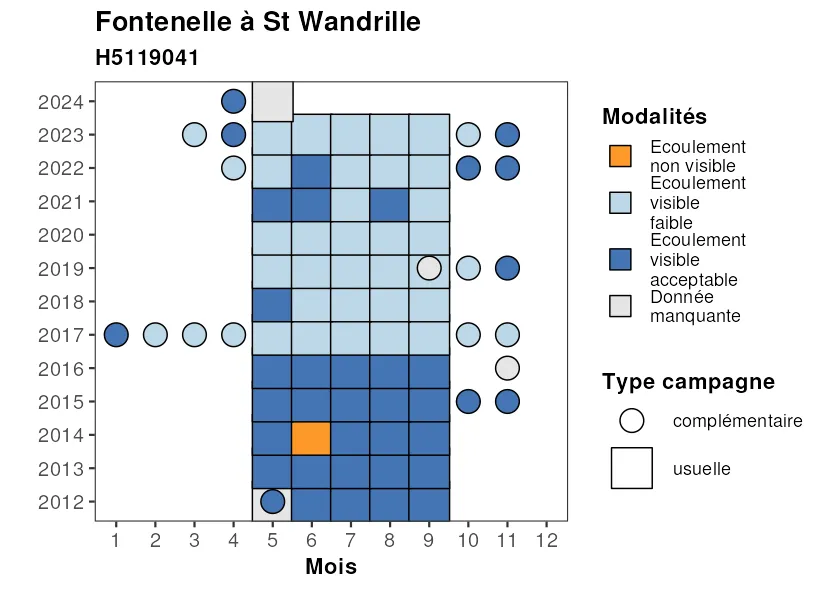 Fontenelle à St Wandrille
H5119041
2024
2023
2022
2021
2020
2019
2018
2017
2016
2015
2014
2013
2012
1 2 3 4 5 6 7 8 9 10 11 12
Mois
Modalités
Ecoulement
non visible
Ecoulement
visible
faible
Ecoulement
visible
acceptable
Donnée
manquante
Type campagne
complémentaire
usuelle